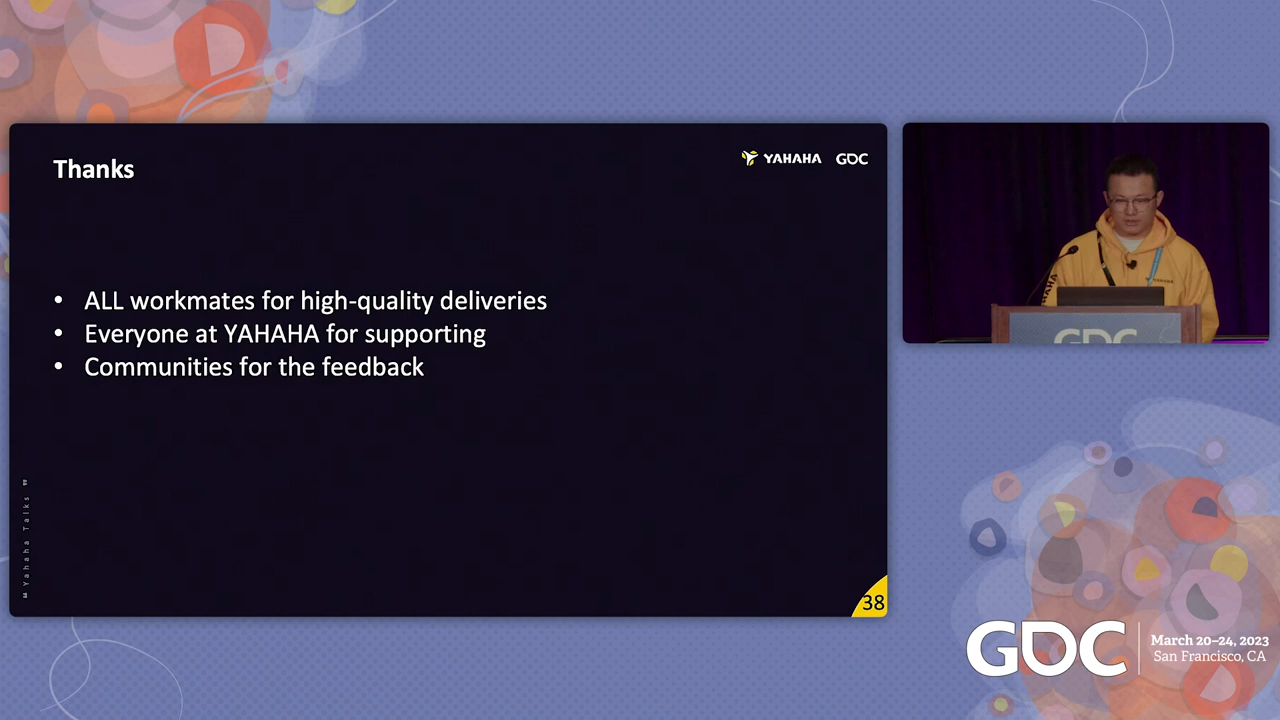 Thanks
YAHAHA GDC
• ALL workmates for high-quality deliveries
• Everyone at YAHAHA for supporting
• Communities for the feedback
Yahaha Talks
38
GDC
GDC
March 20–24, 2023
San Francisco, CA